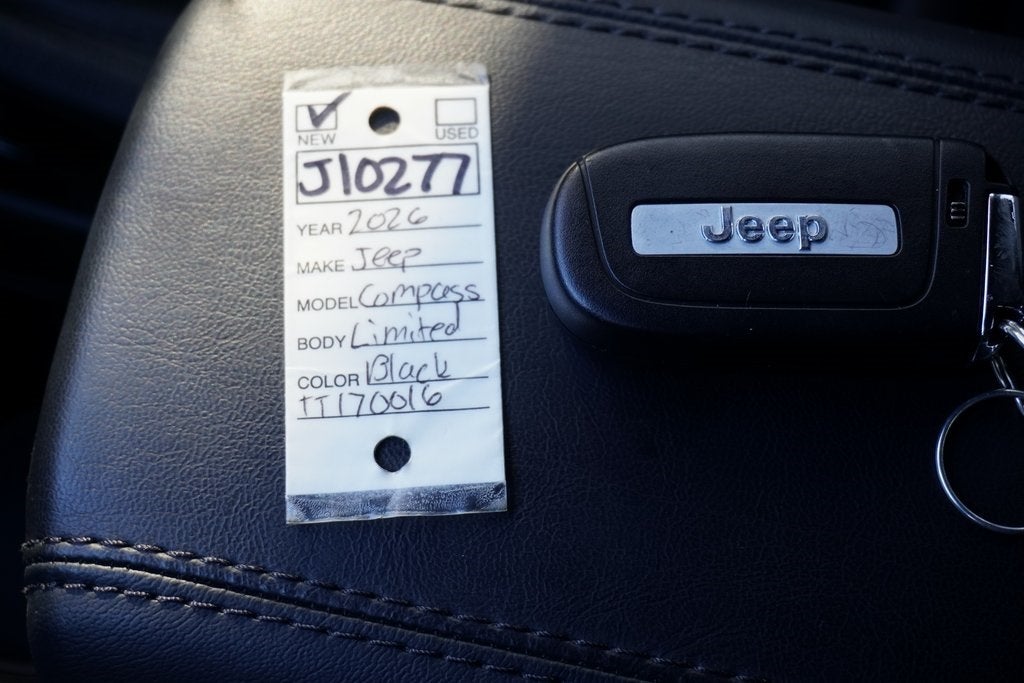 NEW USED
J10277
YEAR 2026
MAKE Jeep
MODEL Compass
BODY Limited
COLOR Black
TT170016
Jeep